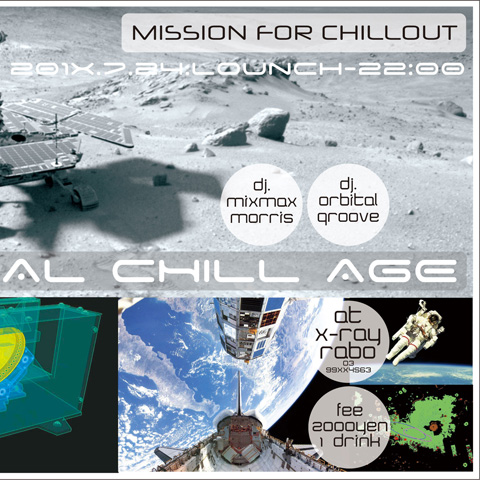 MISSION FOR CHILLOUT
201X.7.24:LOUNCH-22:00
DJ.
MIXMAX
MORRIS
DJ.
ORBITAL
GROOVE
AL CHILL AGE
AT
X-RAY
RABO
03
99XX4563
FEE
2000YEN
1 DRINK